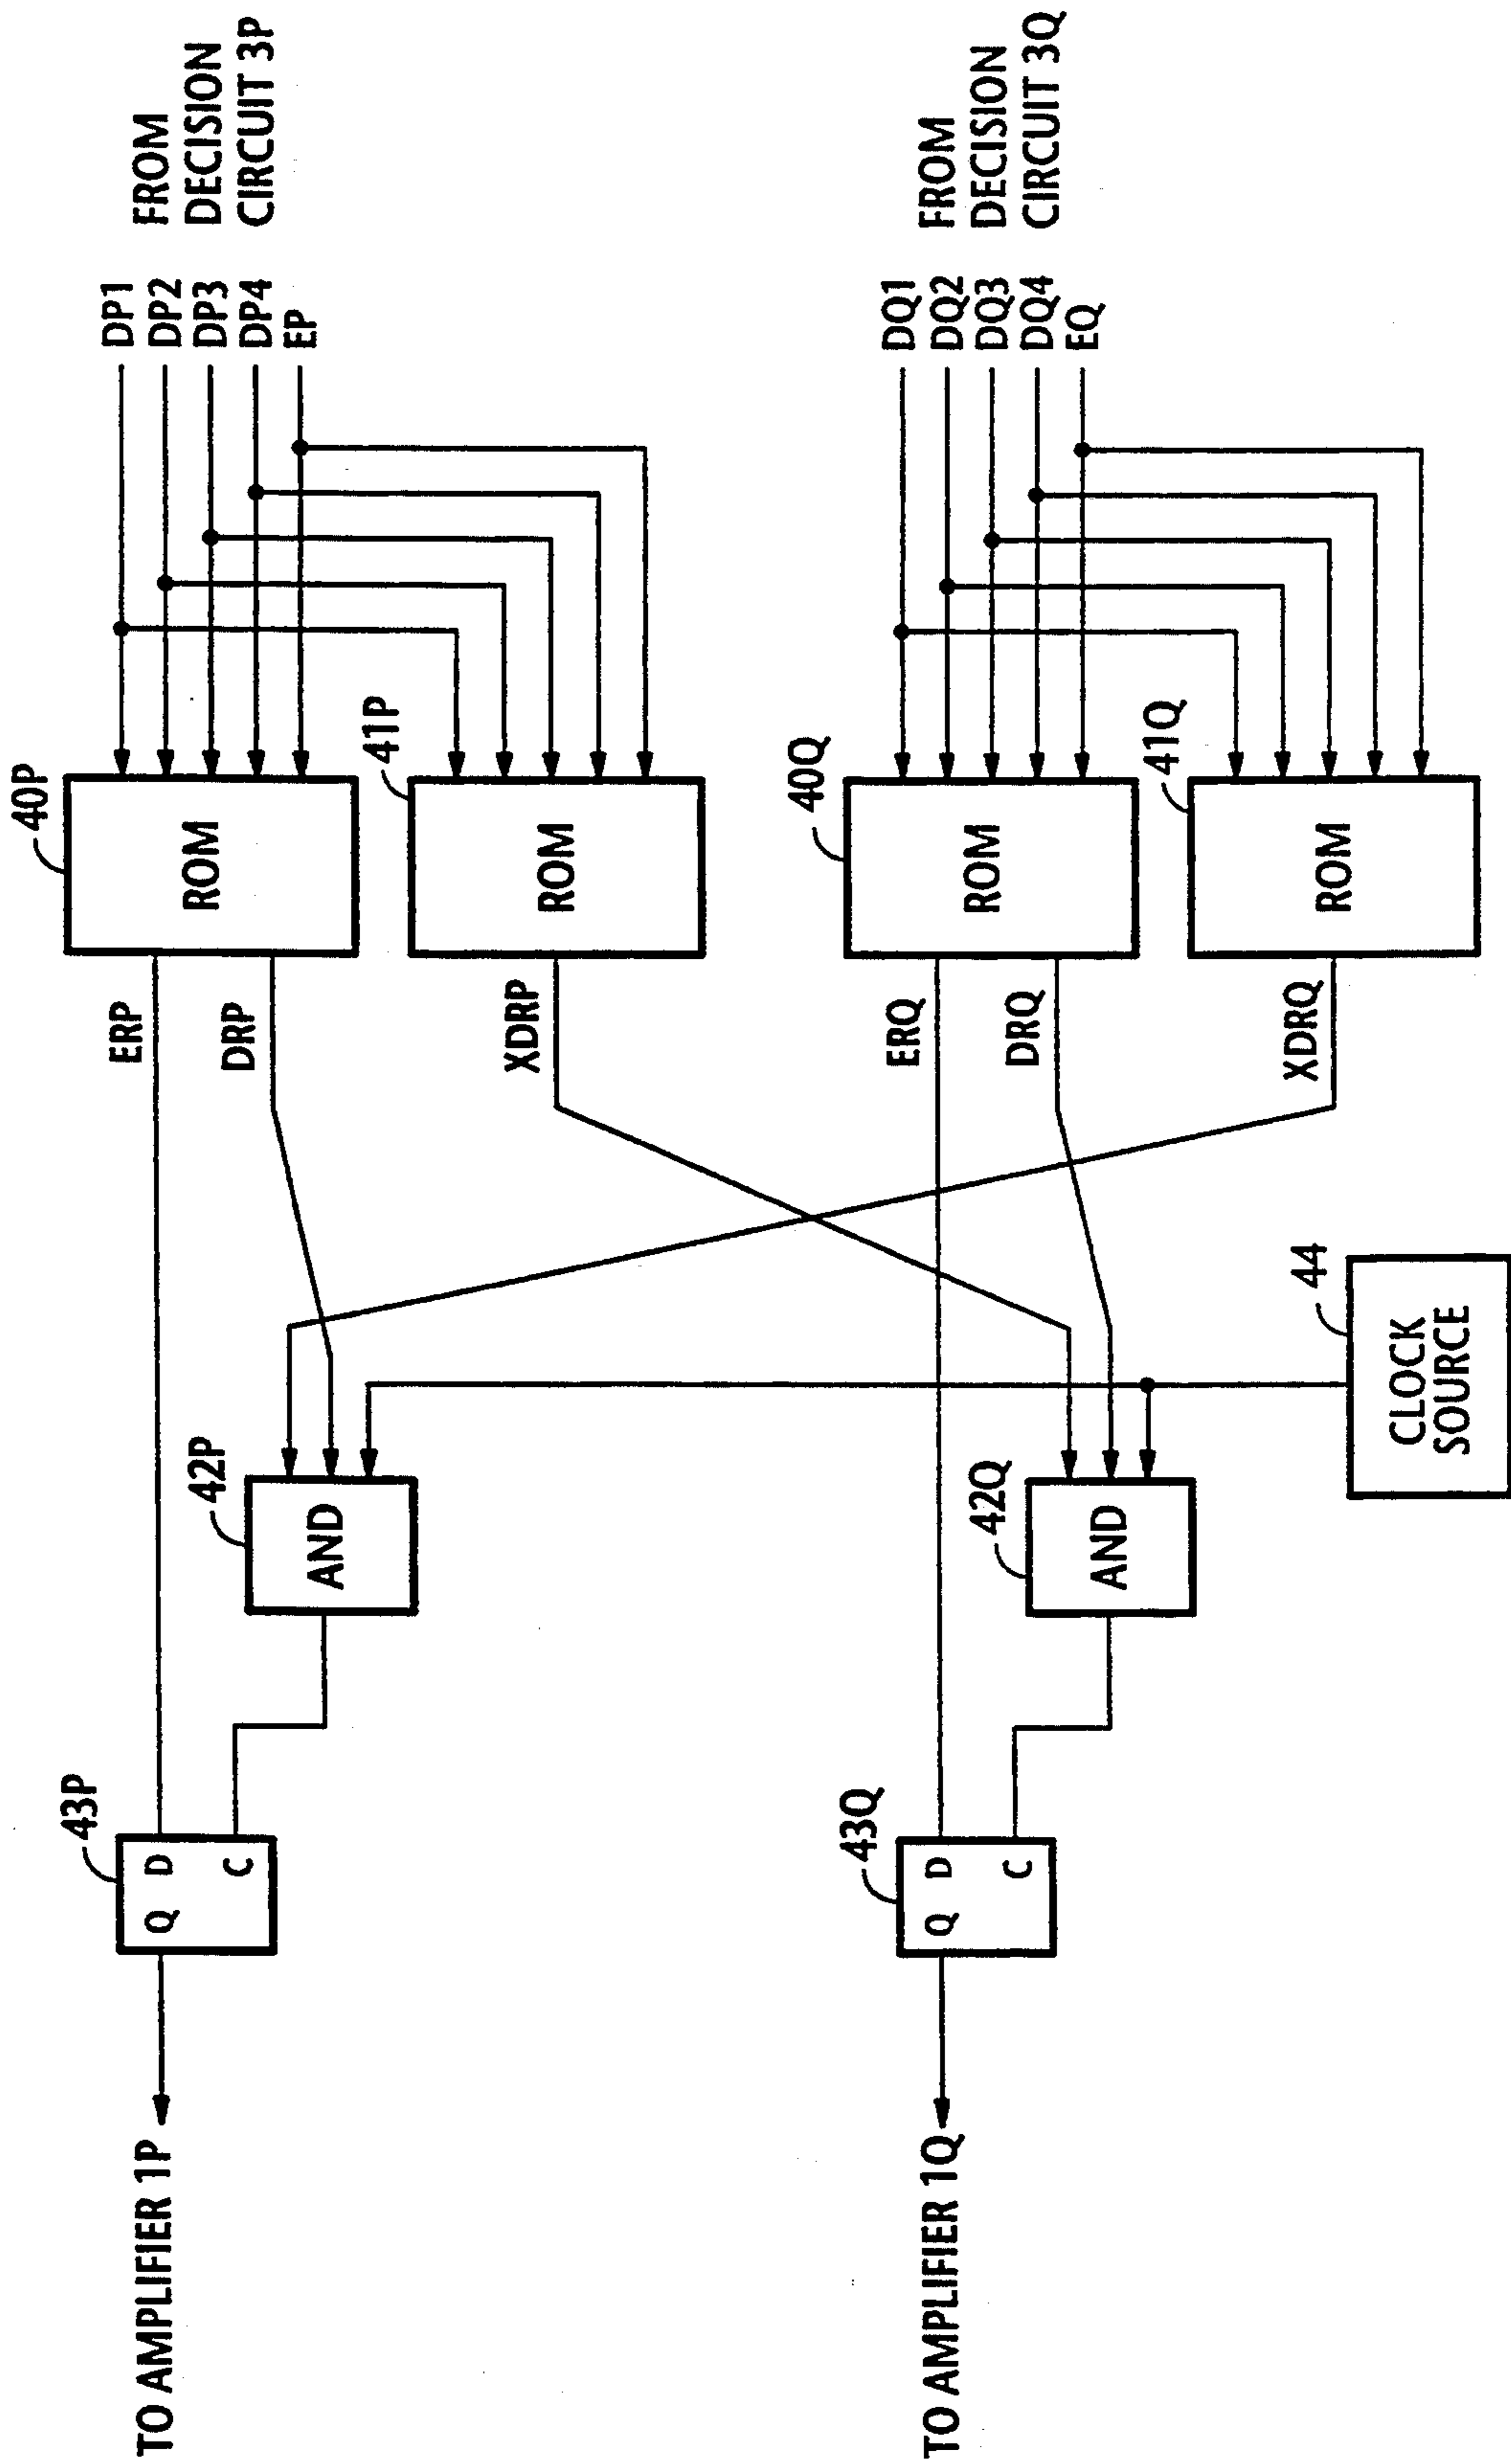 DP1
DP2
DP3
DP4
EP
FROM
DECISION
CIRCUIT 3P
40P
ROM
41P
ROM
ERP
DRP
XDRP
42P
AND
43P
Q D
C
TO AMPLIFIER 1P
DQ1
DQ2
DQ3
DQ4
EQ
FROM
DECISION
CIRCUIT 3Q
40Q
ROM
41Q
ROM
ERQ
DRQ
XDRQ
42Q
AND
44
CLOCK
SOURCE
43Q
Q D
C
TO AMPLIFIER 1Q